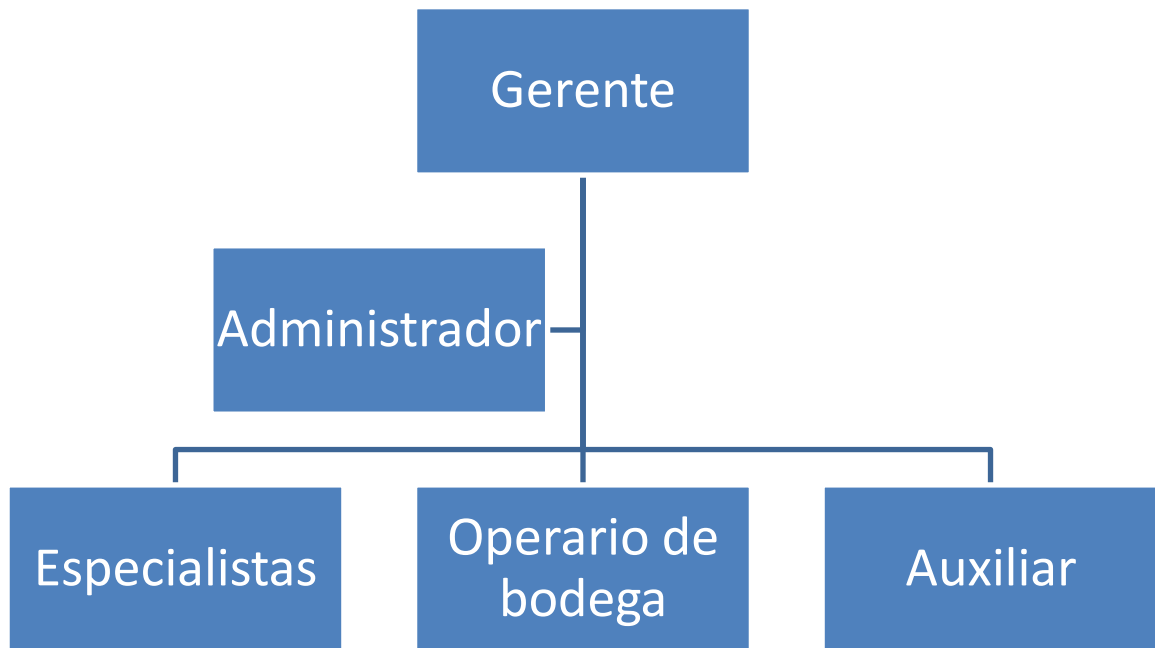 Gerente
Administrador
Especialistas
Operario de
bodega
Auxiliar